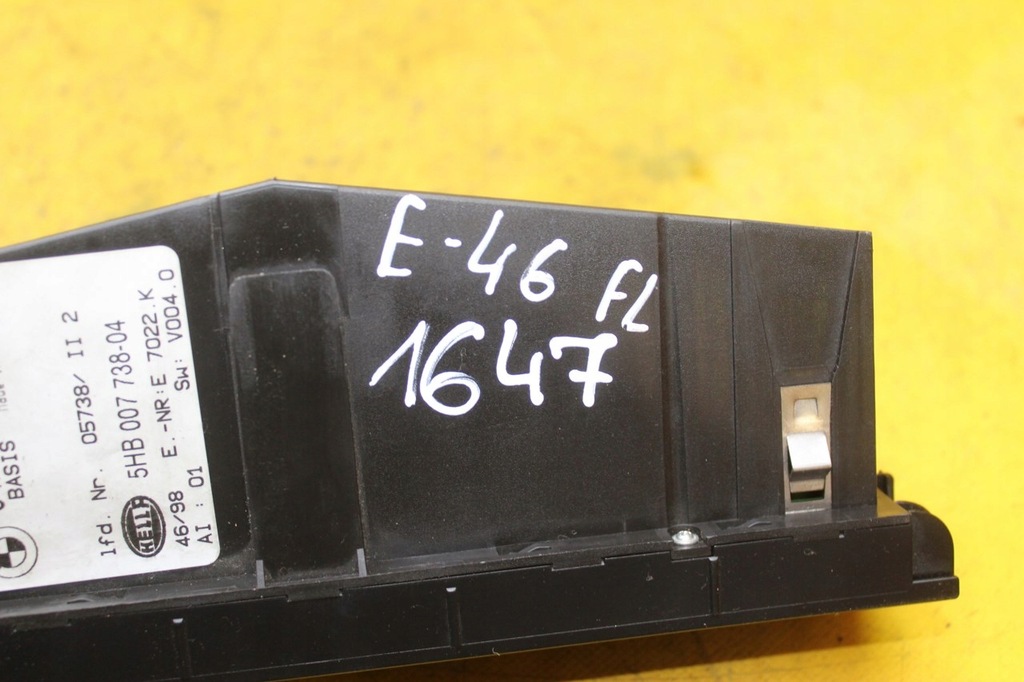 E-46 FL
1647
BASIS
lfd. Nr. 05738/ II 2
HELLA 5HB 007 738-04
46/98 E.-NR:E 7022.K
AI : 01 SW: V004.0